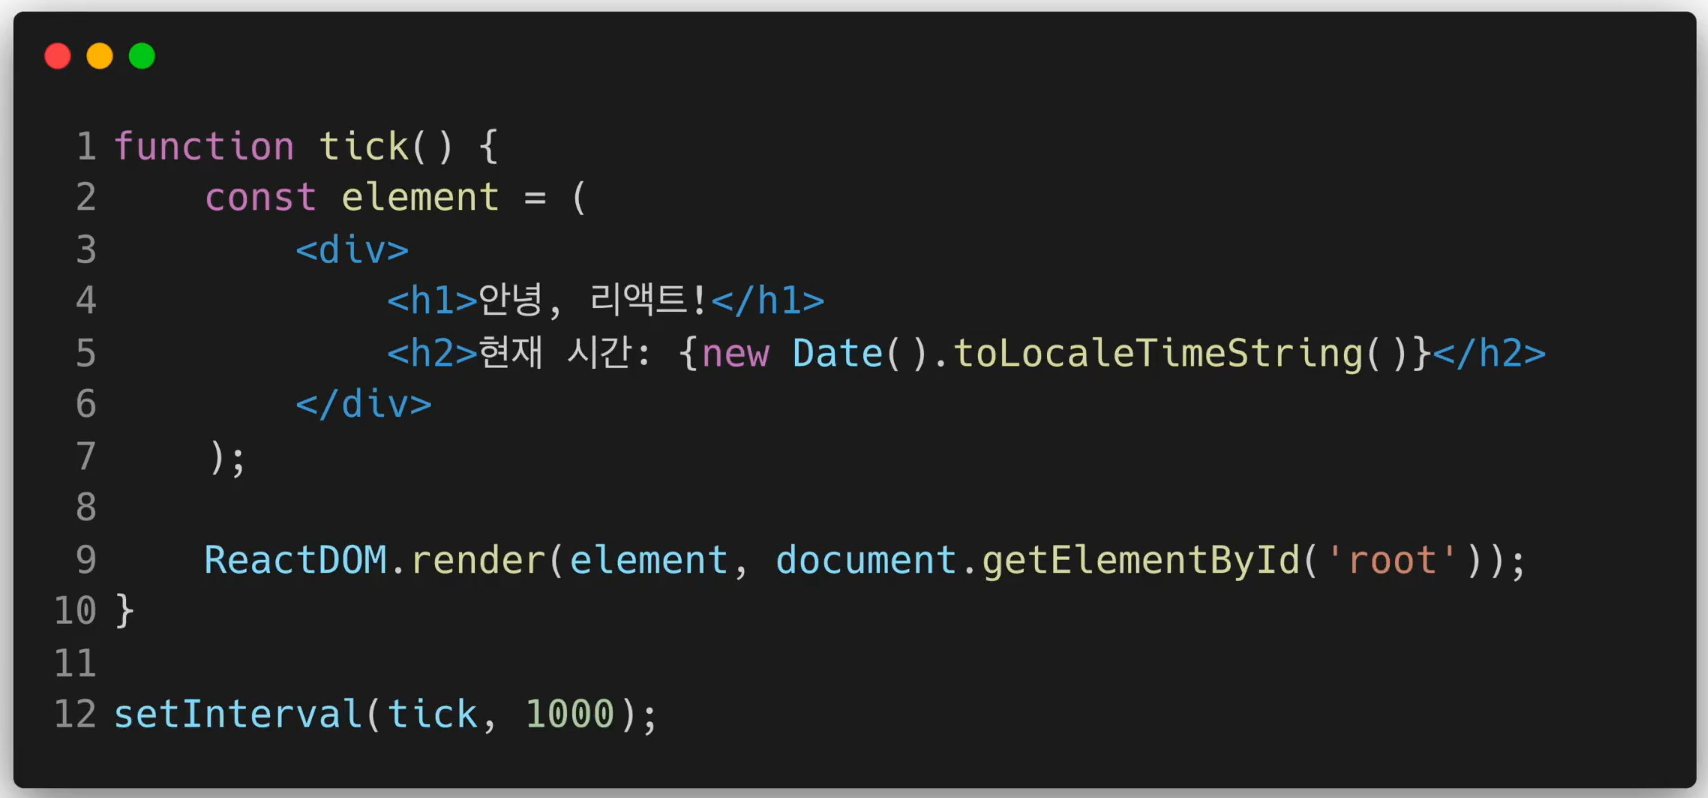 1 function tick() {
2     const element = (
3         <div>
4             <h1>안녕, 리액트!</h1>
5             <h2>현재 시간: {new Date().toLocaleTimeString()}</h2>
6         </div>
7     );
8
9     ReactDOM.render(element, document.getElementById('root'));
10 }
11
12 setInterval(tick, 1000);